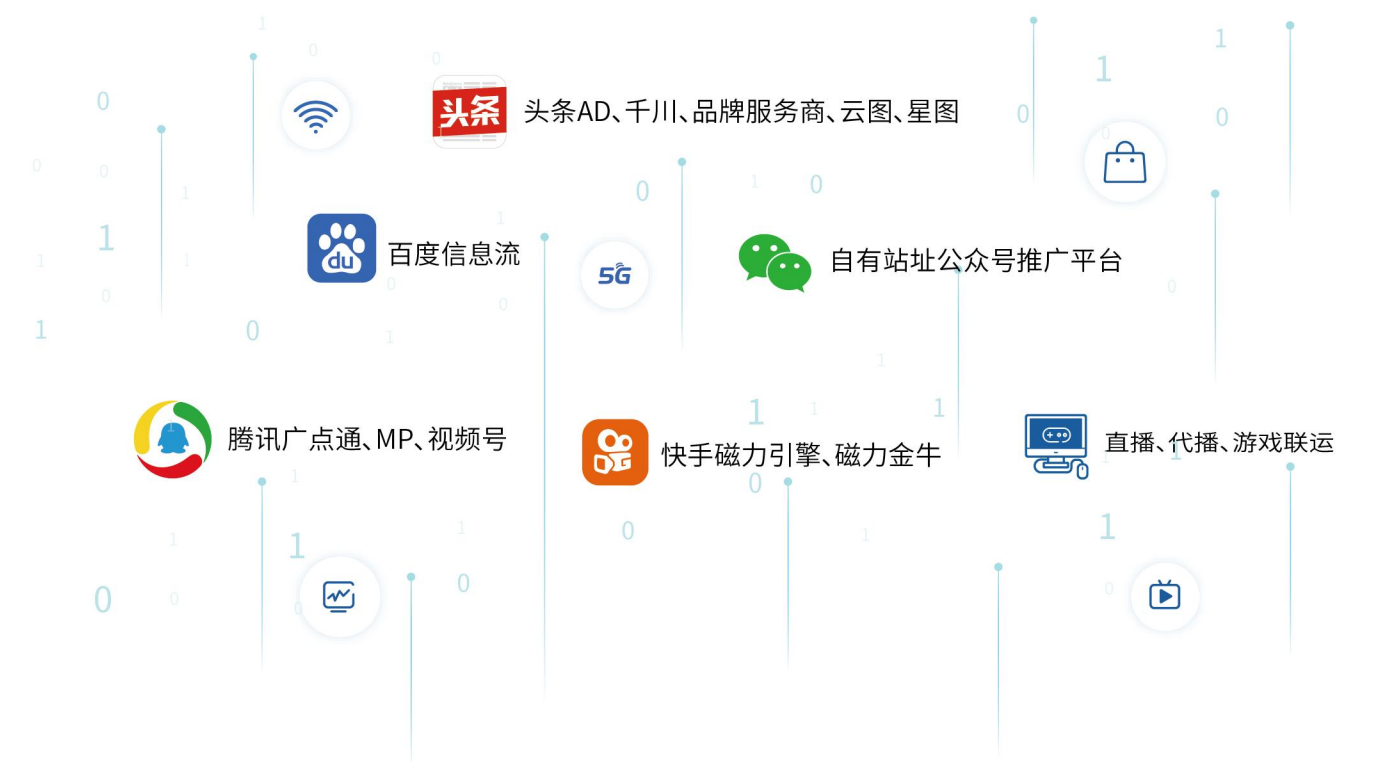 头条
头条AD、千川、品牌服务商、云图、星图
du
百度信息流
5G
自有站址公众号推广平台
腾讯广点通、MP、视频号
快手磁力引擎、磁力金牛
直播、代播、游戏联运